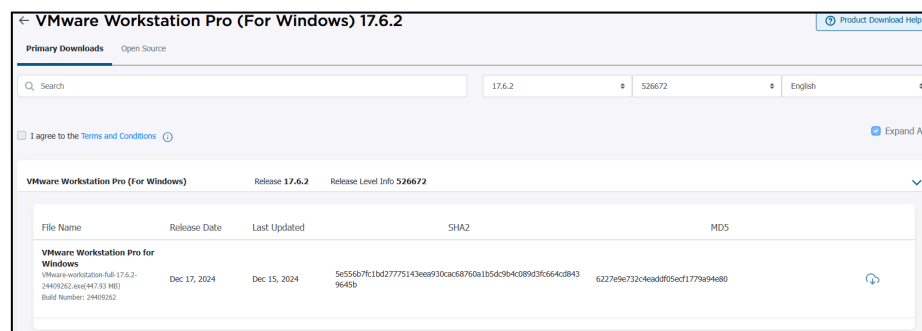 ← VMware Workstation Pro (For Windows) 17.6.2
Product Download Help
Primary Downloads Open Source
Search
17.6.2 526672 English
I agree to the Terms and Conditions
Expand A
VMware Workstation Pro (For Windows) Release 17.6.2 Release Level Info 526672
File Name Release Date Last Updated SHA2 MD5
VMware Workstation Pro for
Windows
VMware-workstation-full-17.6.2-
24409262.exe(447.93 MB)
Build Number: 24409262
Dec 17, 2024 Dec 15, 2024
5e556b7fc1bd27775143eea930cac68760a1b5dc9b4c089d3fc664cd843
9645b
6227e9e732c4eaddf05ecf1779a94e80